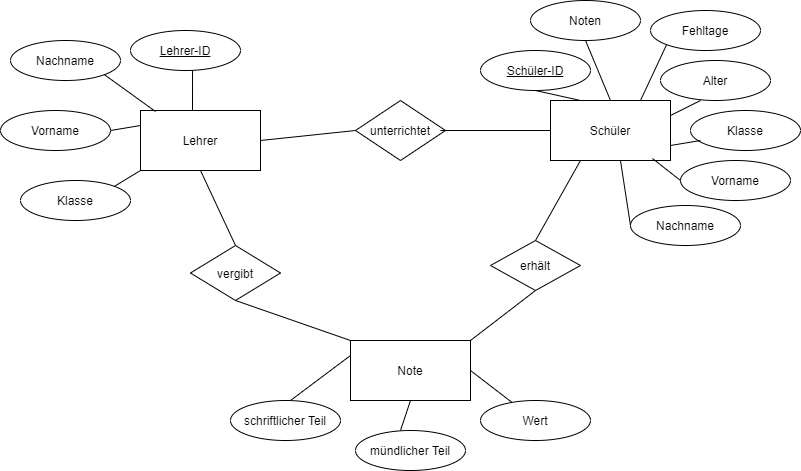 Noten
Fehltage
Lehrer-ID
Nachname
Schüler-ID
Alter
Vorname
Lehrer
unterrichtet
Schüler
Klasse
Klasse
Vorname
Nachname
vergibt
erhält
Note
schriftlicher Teil
mündlicher Teil
Wert